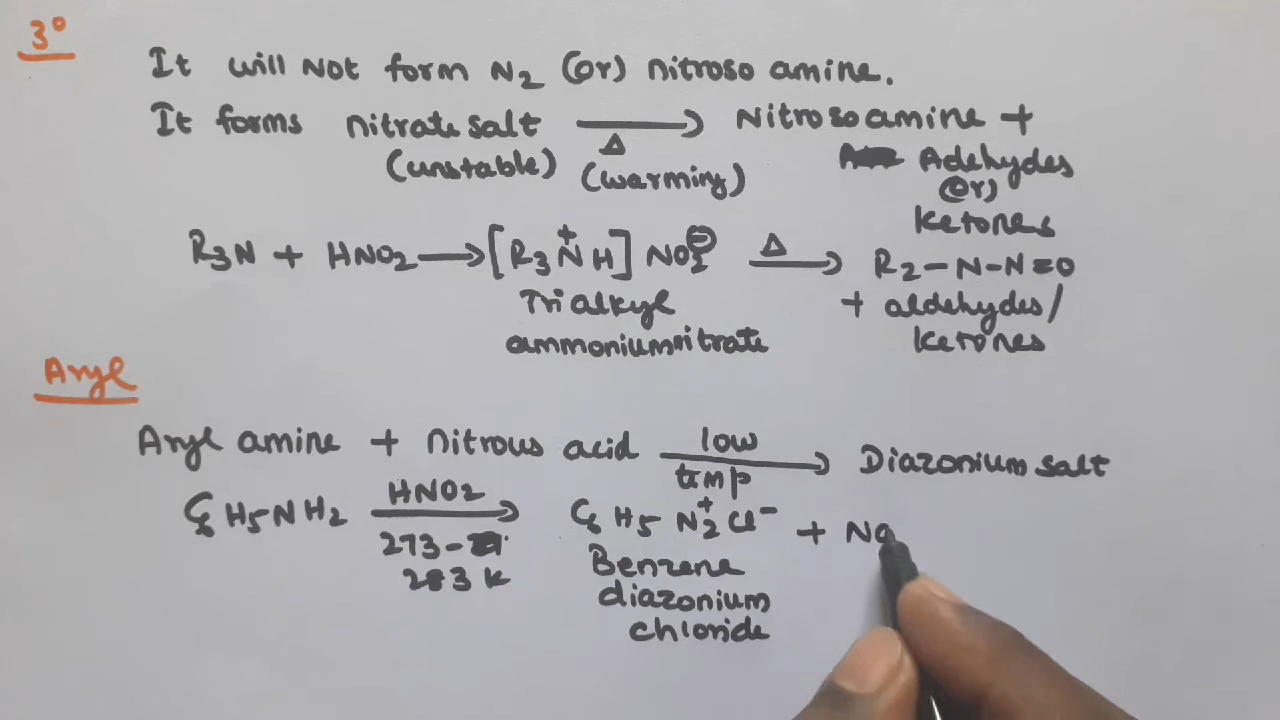 3°
It will Not form N₂ (or) nitroso amine.
It forms nitrate salt ⟶ Nitrosoamine +
(unstable) Δ (warming) Adehydes
(or)
ketones
R₃N + HNO₂ ⟶ [R₃N⁺H] NO₂⊖ Δ⟶ R₂–N–N=O
Trialkyl + aldehydes/
ammonium nitrate ketones
Aryl
Aryl amine + nitrous acid low ⟶ Diazonium salt
tmp
C₆H₅NH₂ HNO₂ ⟶ C₆H₅N₂⁺Cl⁻ + Na
273- Benzene
283 K diazonium
chloride